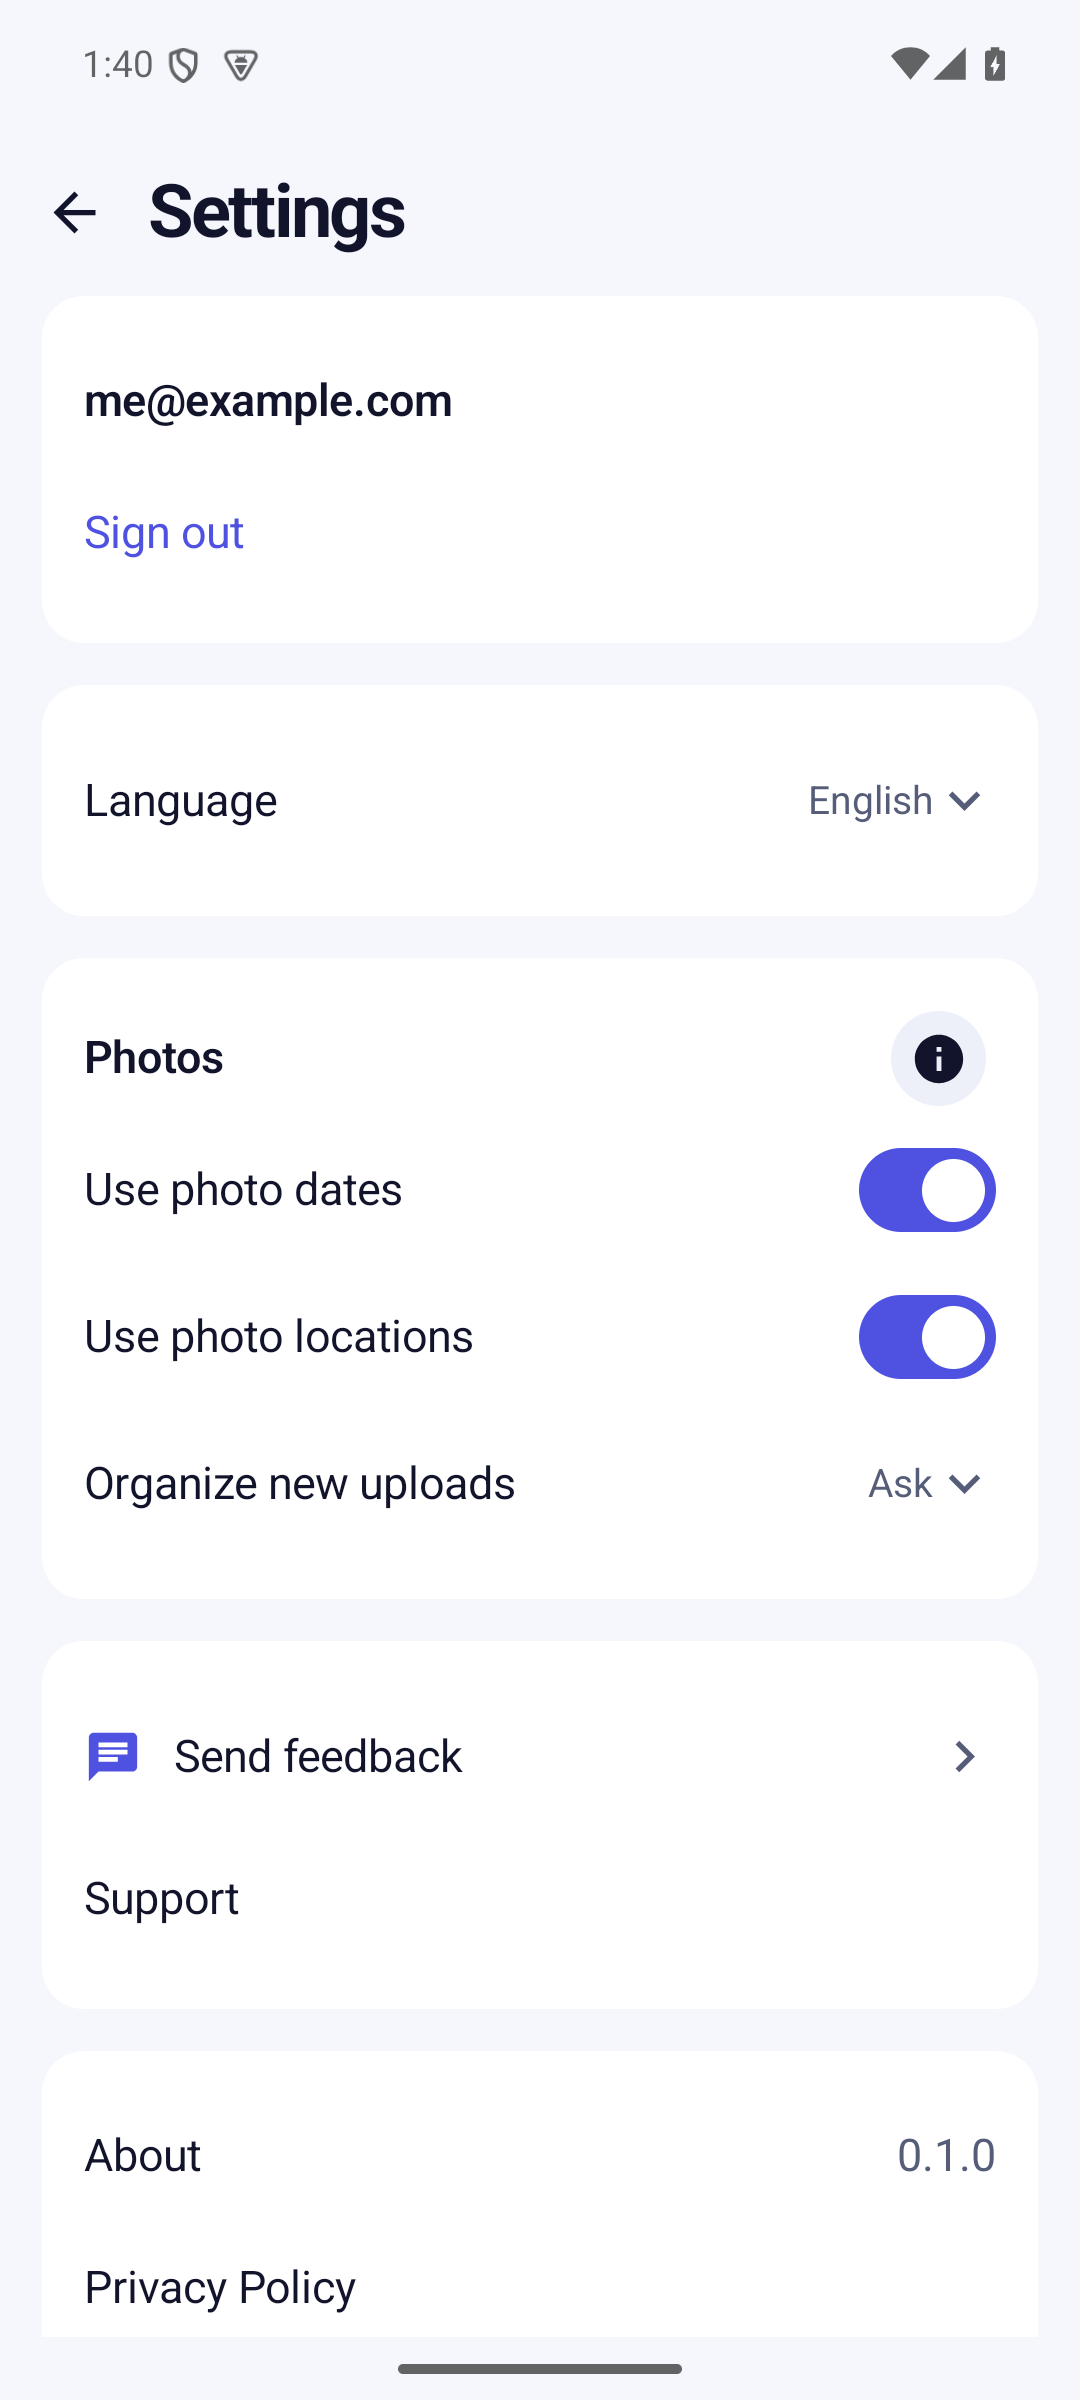 1:40
Settings
me@example.com
Sign out
Language English
Photos
Use photo dates
Use photo locations
Organize new uploads Ask
Send feedback
Support
About 0.1.0
Privacy Policy